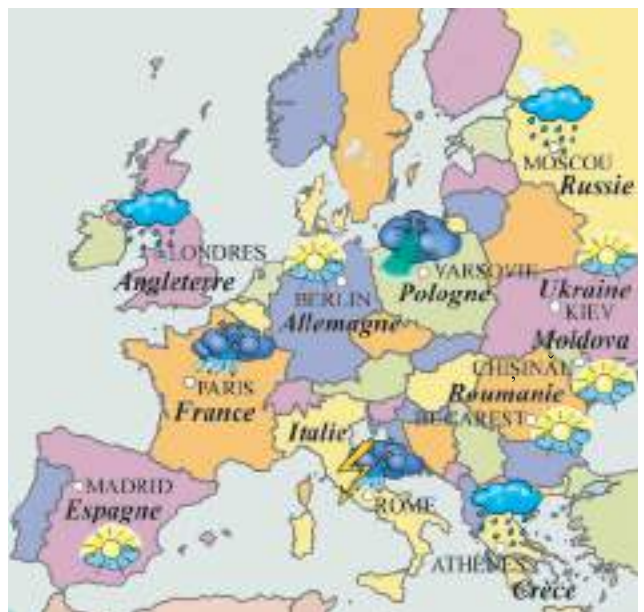 MOSCOU
Russie
LONDRES
Angleterre
VARSOVIE
Pologne
BERLIN
Allemagne
Ukraine
KIEV
Moldova
CHISINAU
Roumanie
BUCAREST
PARIS
France
Italie
ROME
MADRID
Espagne
ATHÈNES
Grèce